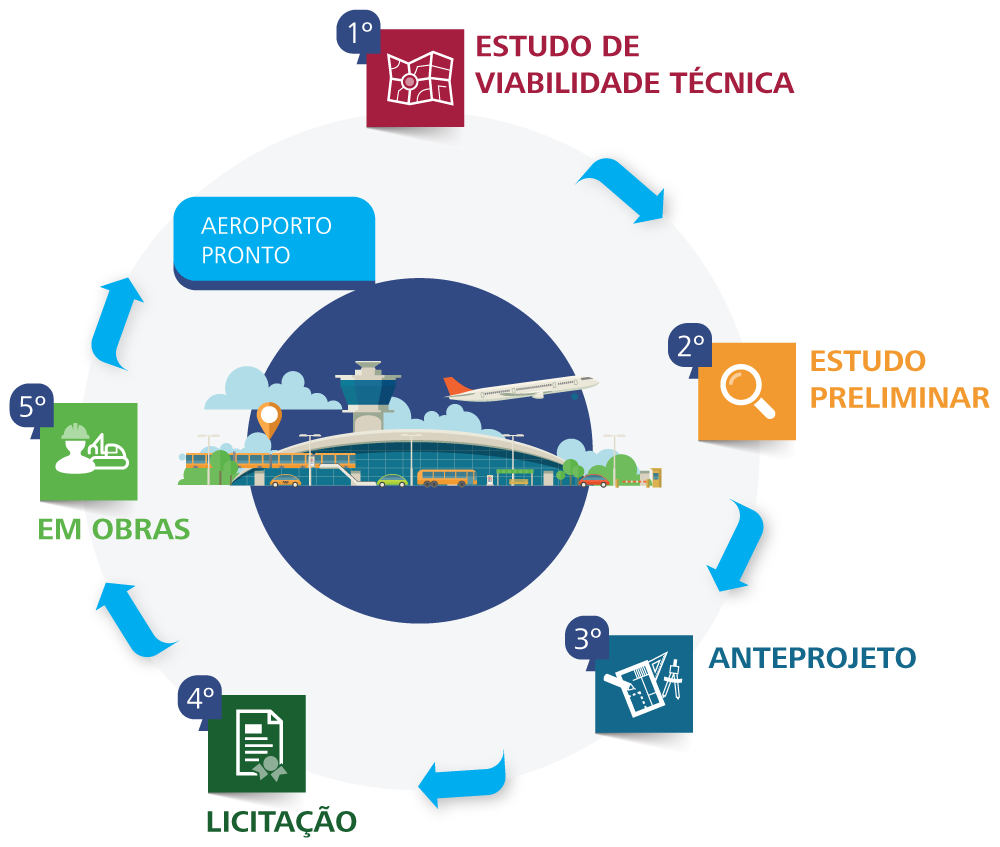 1º
ESTUDO DE
VIABILIDADE TÉCNICA
2º
ESTUDO
PRELIMINAR
3º
ANTEPROJETO
4º
LICITAÇÃO
5º
EM OBRAS
AEROPORTO
PRONTO